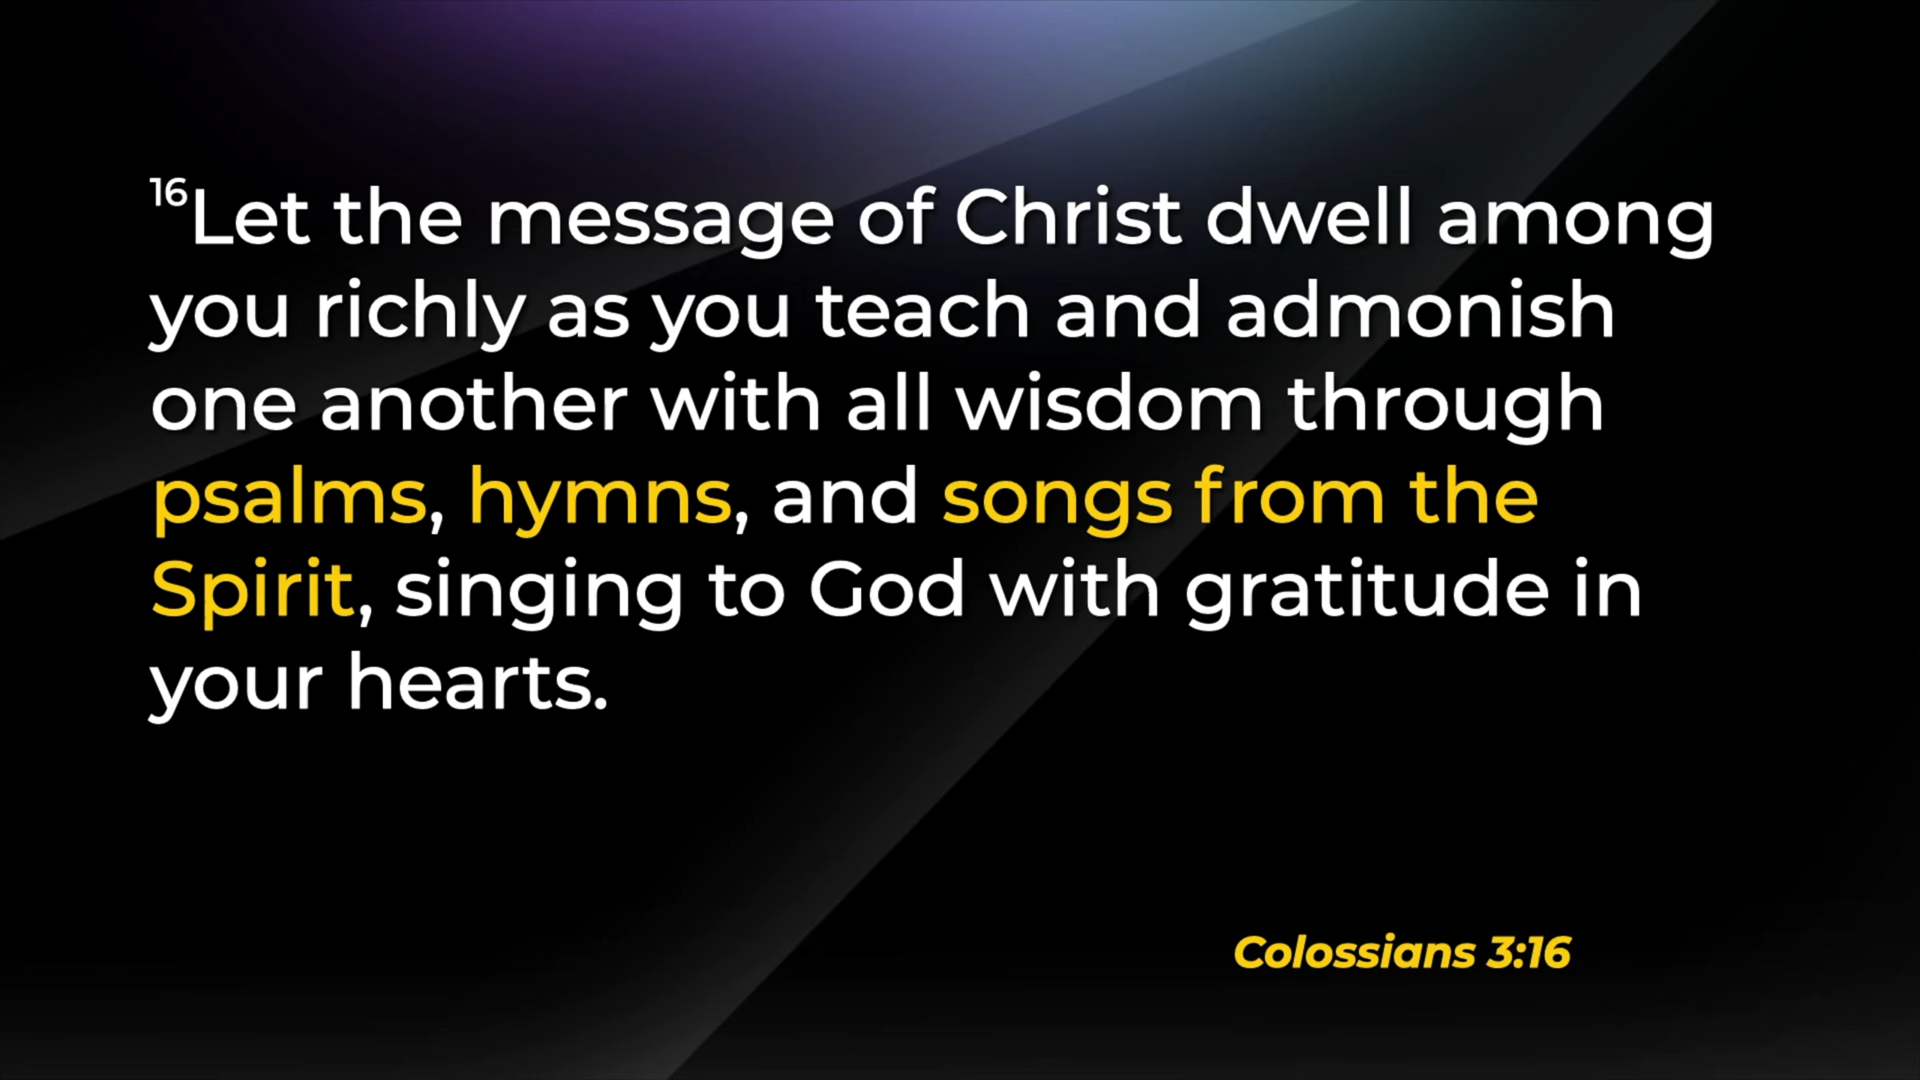 16Let the message of Christ dwell among
you richly as you teach and admonish
one another with all wisdom through
psalms, hymns, and songs from the
Spirit, singing to God with gratitude in
your hearts.
Colossians 3:16